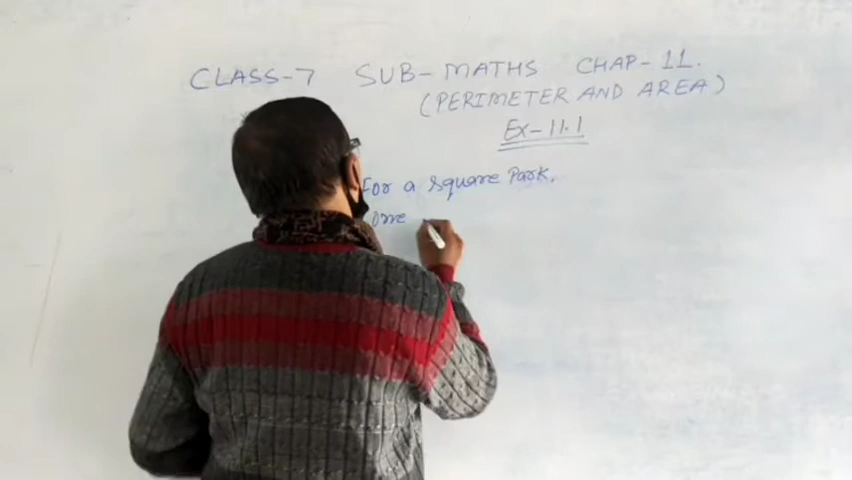 CLASS-7 SUB-MATHS CHAP-11.
(PERIMETER AND AREA)
Ex-11.1
For a square Park.
one